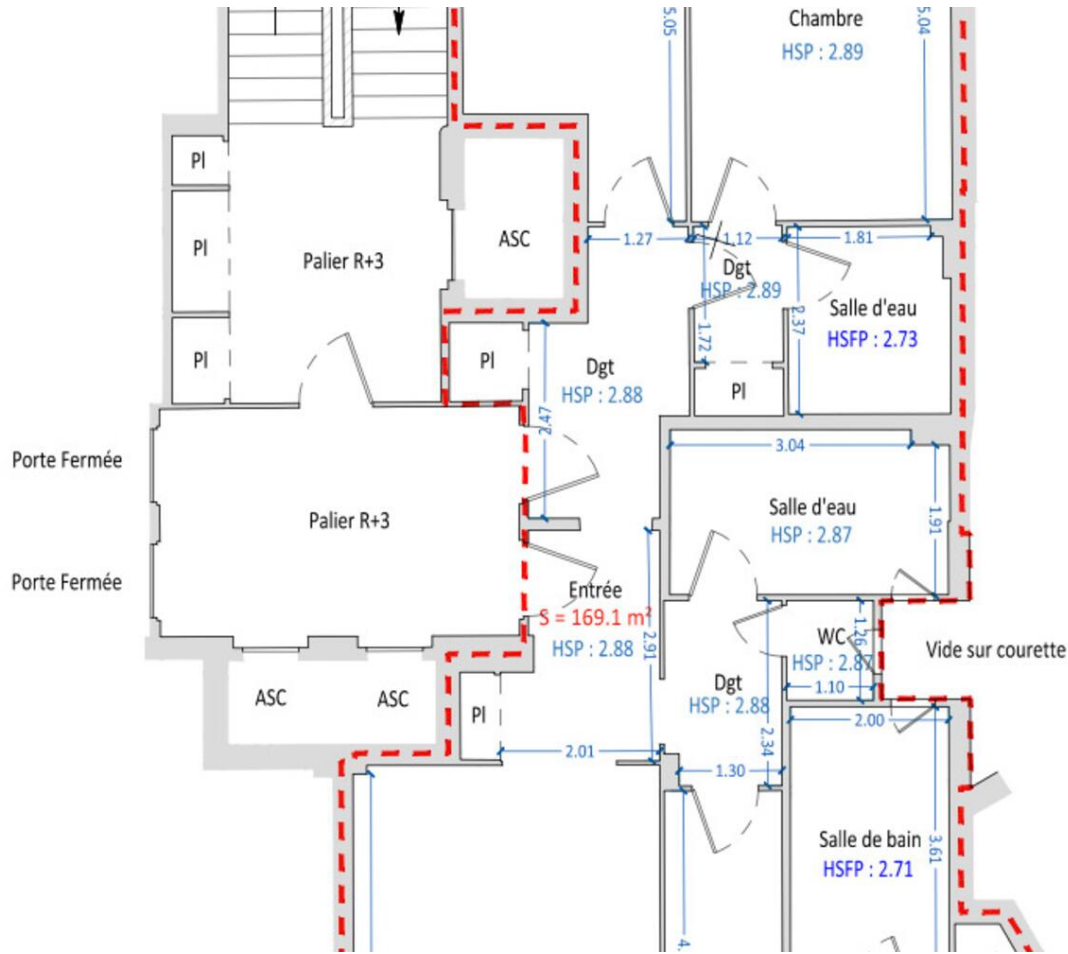 5.05
Chambre
HSP : 2.89
5.04
Pl
Pl
Palier R+3
ASC
1.27
1.12
1.81
Dgt
HSP : 2.89
2.37
Salle d'eau
HSFP : 2.73
1.72
Pl
Pl
Dgt
HSP : 2.88
Pl
2.47
3.04
Porte Fermée
Palier R+3
Salle d'eau
HSP : 2.87
1.91
Porte Fermée
Entrée
S = 169.1 m²
HSP : 2.88
2.91
WC
HSP : 2.87
1.26
1.10
Vide sur courette
ASC
ASC
Pl
Dgt
HSP : 2.88
2.34
2.00
2.01
1.30
Salle de bain
HSFP : 2.71
3.61
4.